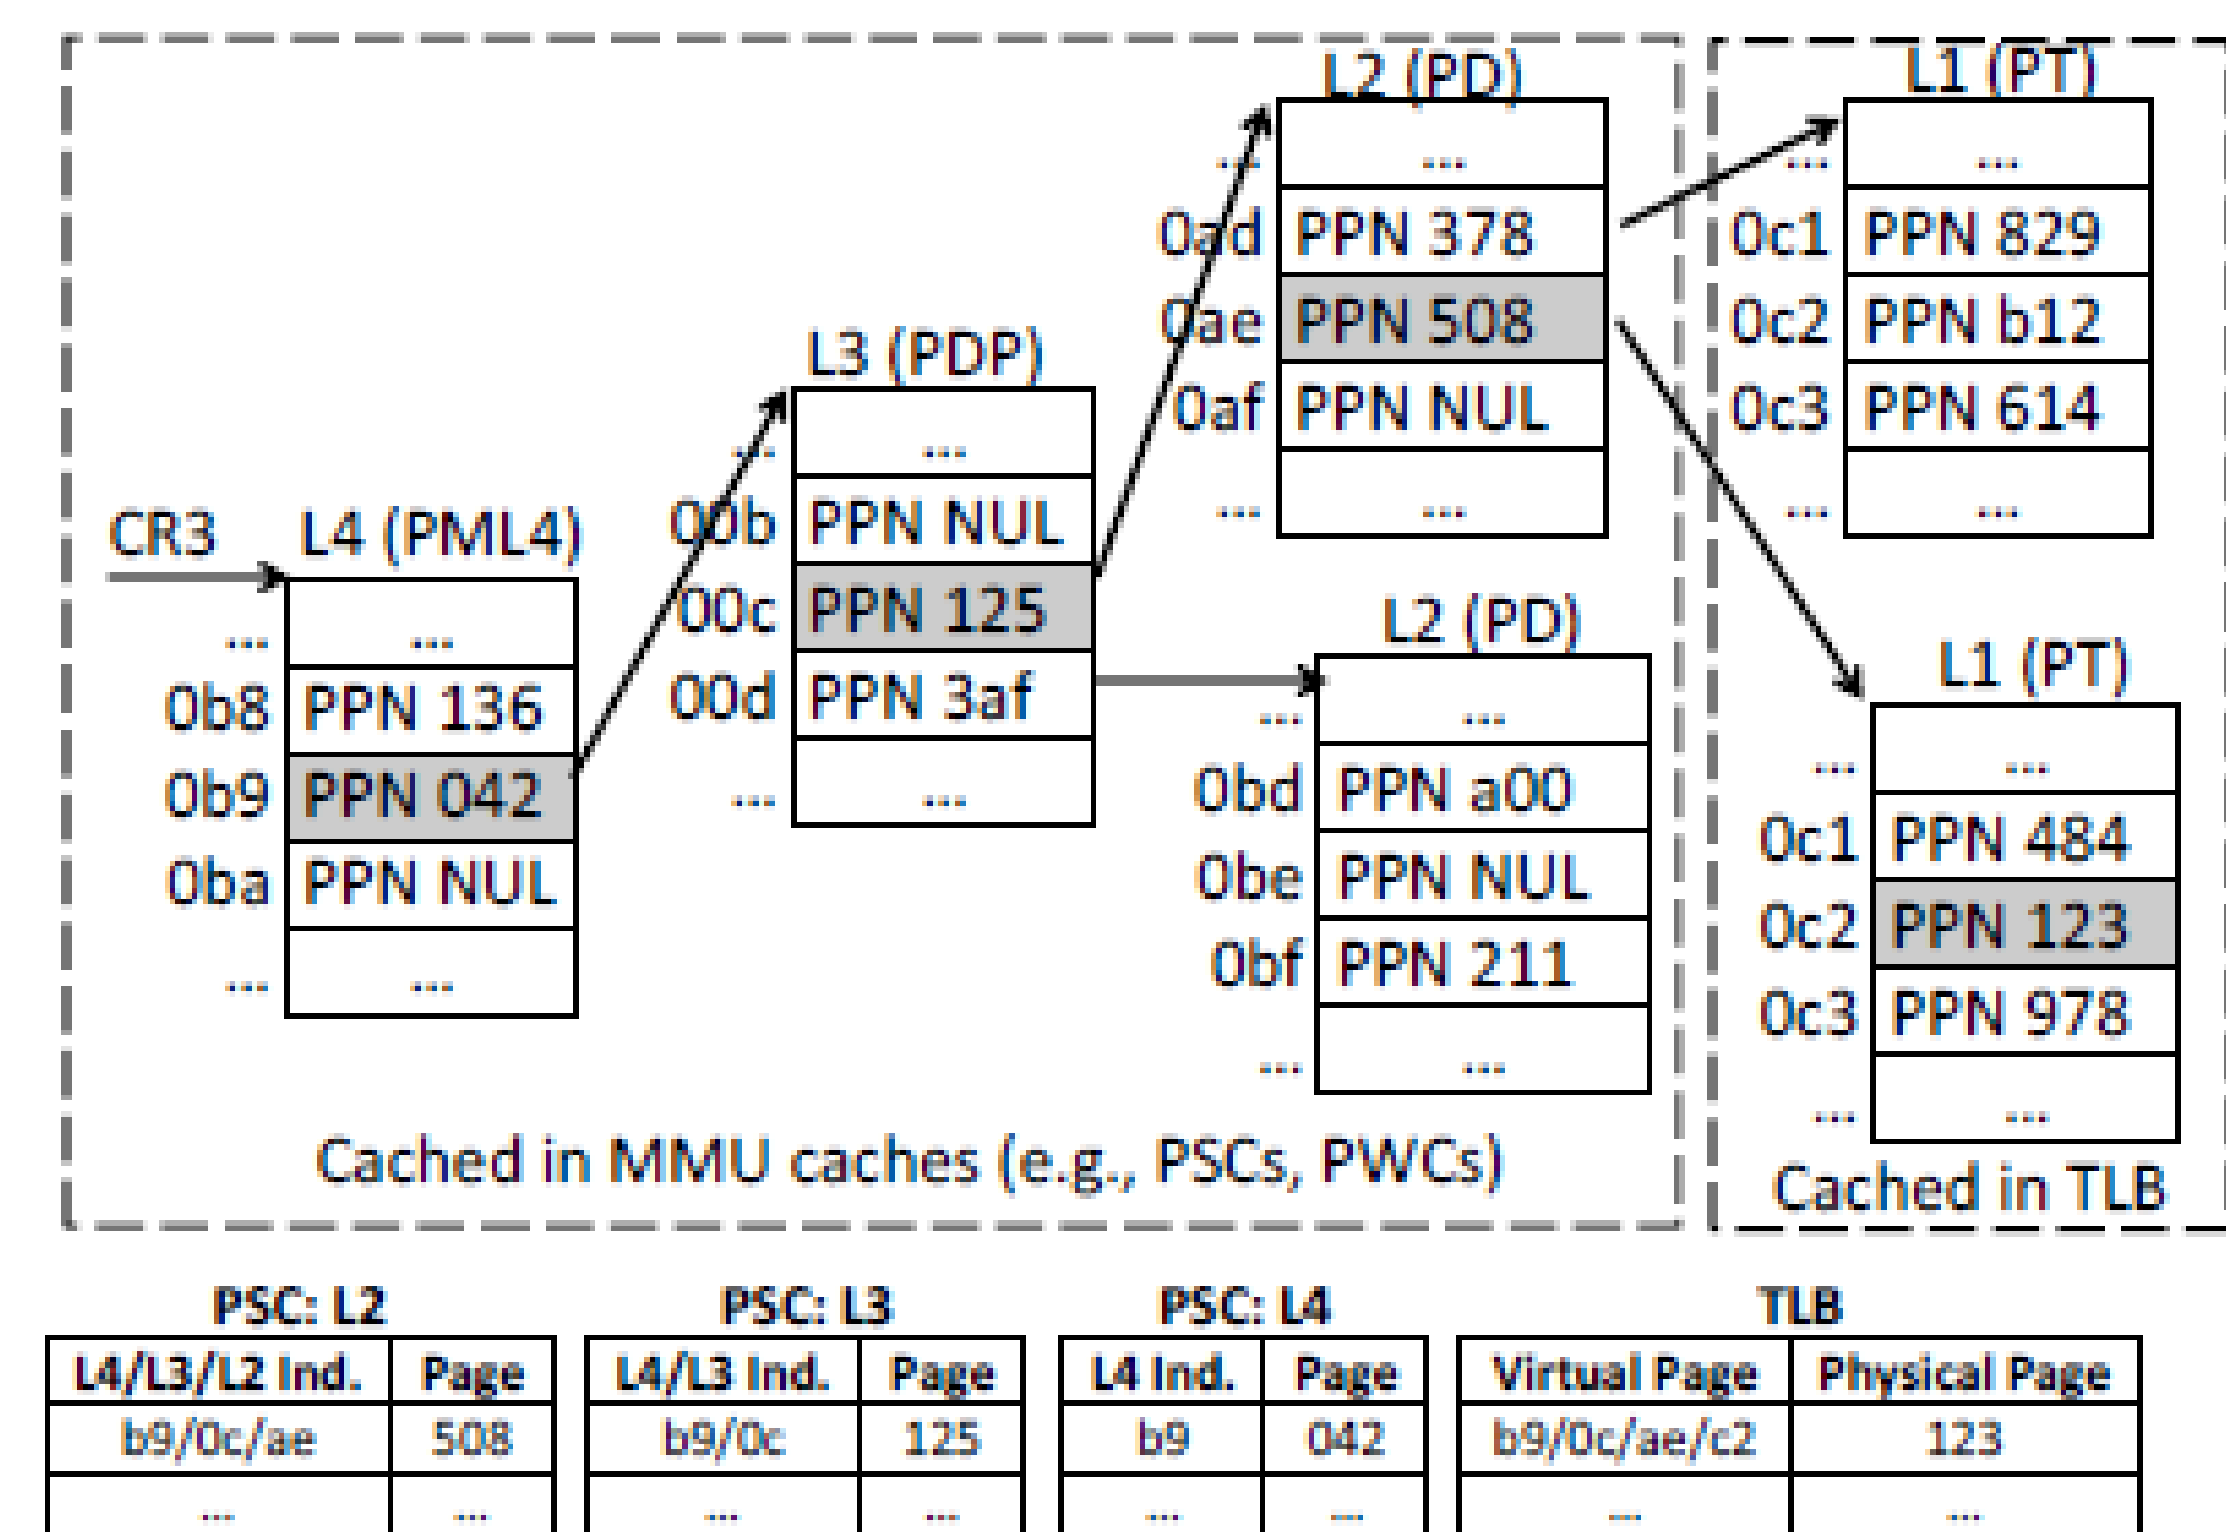 L2 (PD)
... ...
0ad PPN 378
0ae PPN 508
0af PPN NUL
... ...
L1 (PT)
... ...
0c1 PPN 829
0c2 PPN b12
0c3 PPN 614
... ...
L3 (PDP)
... ...
00b PPN NUL
00c PPN 125
00d PPN 3af
... ...
CR3
L4 (PML4)
... ...
0b8 PPN 136
0b9 PPN 042
0ba PPN NUL
... ...
L2 (PD)
... ...
0bd PPN a00
0be PPN NUL
0bf PPN 211
... ...
L1 (PT)
... ...
0c1 PPN 484
0c2 PPN 123
0c3 PPN 978
... ...
Cached in MMU caches (e.g., PSCs, PWCs)
Cached in TLB
PSC: L2
L4/L3/L2 Ind. Page
b9/0c/ae 508
... ...
PSC: L3
L4/L3 Ind. Page
b9/0c 125
... ...
PSC: L4
L4 Ind. Page
b9 042
... ...
TLB
Virtual Page Physical Page
b9/0c/ae/c2 123
... ...